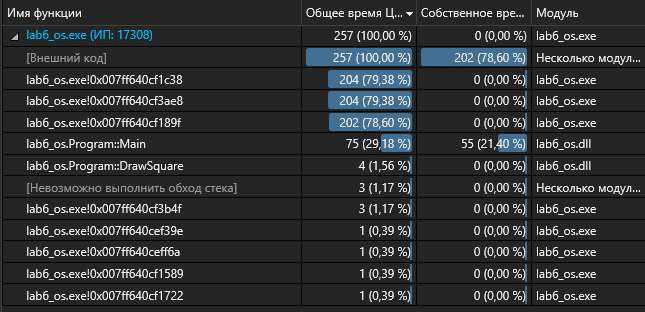 Имя функции Общее время Ц... Собственное вре... Модуль
lab6_os.exe (ИП: 17308) 257 (100,00 %) 0 (0,00 %) lab6_os.exe
[Внешний код] 257 (100,00 %) 202 (78,60 %) Несколько модул...
lab6_os.exe!0x007ff640cf1c38 204 (79,38 %) 0 (0,00 %) lab6_os.exe
lab6_os.exe!0x007ff640cf3ae8 204 (79,38 %) 0 (0,00 %) lab6_os.exe
lab6_os.exe!0x007ff640cf189f 202 (78,60 %) 0 (0,00 %) lab6_os.exe
lab6_os.Program::Main 75 (29,18 %) 55 (21,40 %) lab6_os.dll
lab6_os.Program::DrawSquare 4 (1,56 %) 0 (0,00 %) lab6_os.dll
[Невозможно выполнить обход стека] 3 (1,17 %) 0 (0,00 %) Несколько модул...
lab6_os.exe!0x007ff640cf3b4f 3 (1,17 %) 0 (0,00 %) lab6_os.exe
lab6_os.exe!0x007ff640cef39e 1 (0,39 %) 0 (0,00 %) lab6_os.exe
lab6_os.exe!0x007ff640ceff6a 1 (0,39 %) 0 (0,00 %) lab6_os.exe
lab6_os.exe!0x007ff640cf1589 1 (0,39 %) 0 (0,00 %) lab6_os.exe
lab6_os.exe!0x007ff640cf1722 1 (0,39 %) 0 (0,00 %) lab6_os.exe